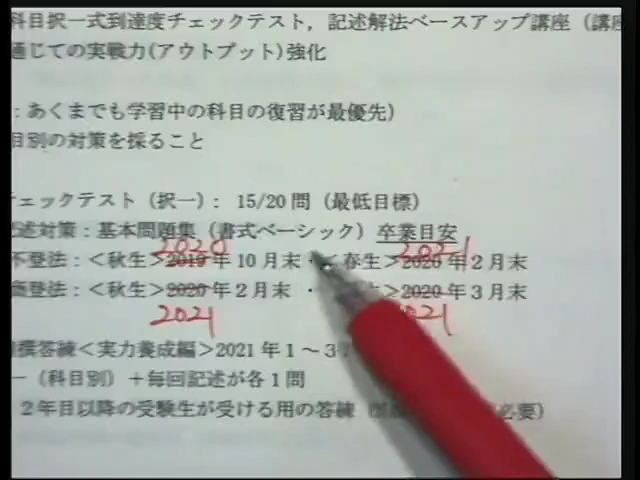 科目択一式到達度チェックテスト，記述解法ベースアップ講座（講座
通じての実戦力(アウトプット)強化
：あくまでも学習中の科目の復習が最優先)
目別の対策を採ること
チェックテスト（択一）：15/20 問（最低目標）
述対策：基本問題集（書式ベーシック）卒業目安
2020 2021
不登法：＜秋生＞2019 年 10 月末 ・＜春生＞2020 年 2 月末
商登法：＜秋生＞2020 年 2 月末 ・ 生＞2020 年 3 月末
2021 2021
撰答練＜実力養成編＞2021 年 1～3
（科目別）＋毎回記述が各 1 問
2年目以降の受験生が受ける用の答練 必要）